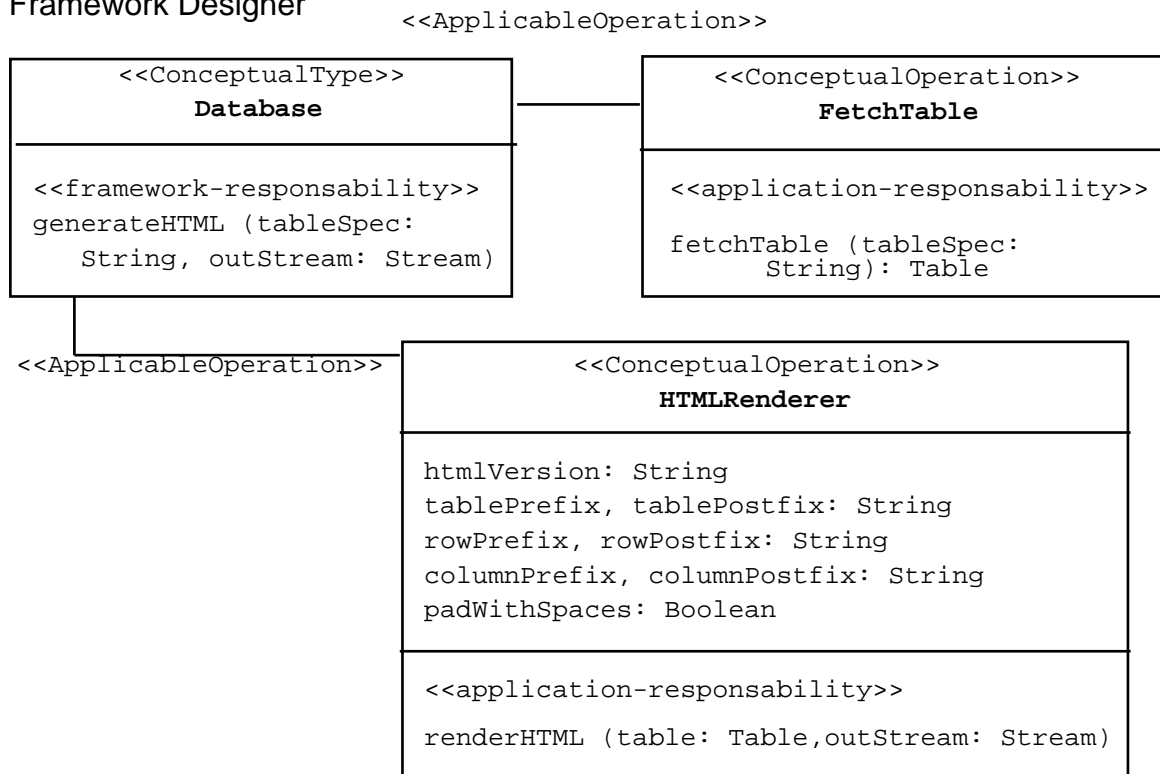 Framework Designer
<<ApplicableOperation>>
<<ConceptualType>>
Database
<<framework-responsability>>
generateHTML (tableSpec:
String, outStream: Stream)
<<ConceptualOperation>>
FetchTable
<<application-responsability>>
fetchTable (tableSpec:
String): Table
<<ApplicableOperation>>
<<ConceptualOperation>>
HTMLRenderer
htmlVersion: String
tablePrefix, tablePostfix: String
rowPrefix, rowPostfix: String
columnPrefix, columnPostfix: String
padWithSpaces: Boolean
<<application-responsability>>
renderHTML (table: Table,outStream: Stream)